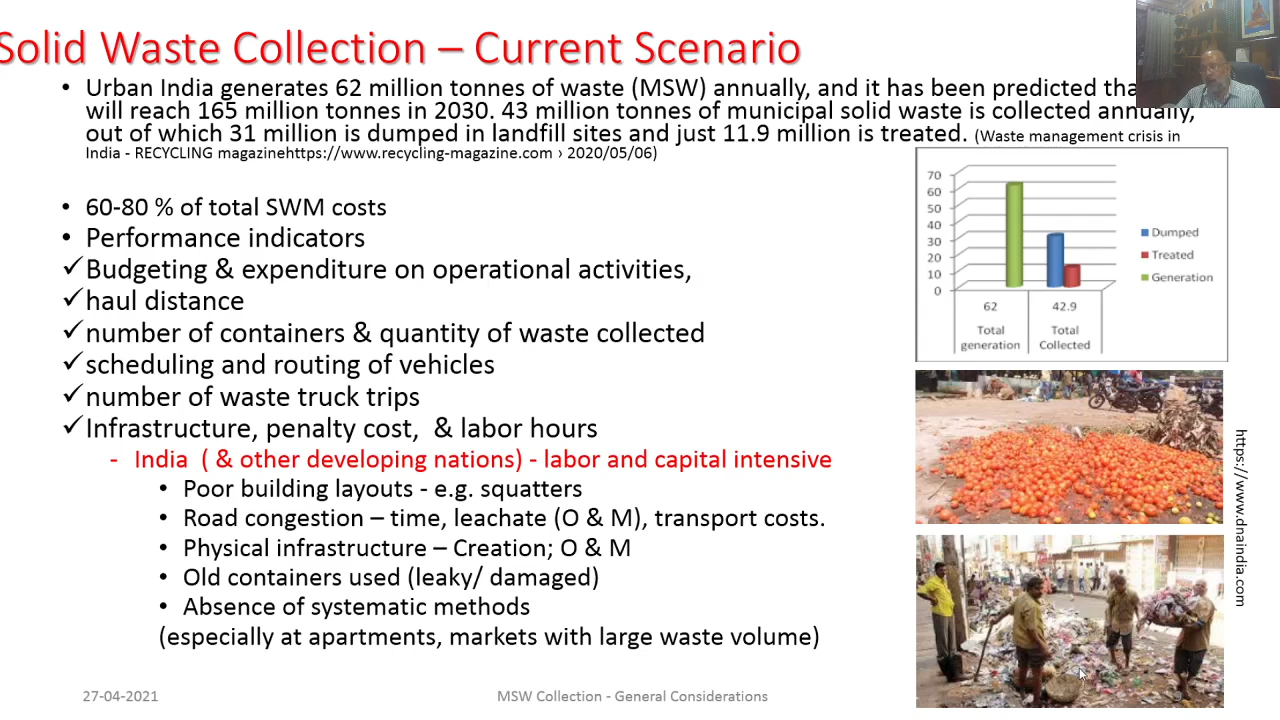 Solid Waste Collection – Current Scenario
• Urban India generates 62 million tonnes of waste (MSW) annually, and it has been predicted
will reach 165 million tonnes in 2030. 43 million tonnes of municipal solid waste is collected annually,
out of which 31 million is dumped in landfill sites and just 11.9 million is treated. (Waste management crisis in
India - RECYCLING magazinehttps://www.recycling-magazine.com › 2020/05/06)
• 60-80 % of total SWM costs
• Performance indicators
✓Budgeting & expenditure on operational activities,
✓haul distance
✓number of containers & quantity of waste collected
✓scheduling and routing of vehicles
✓number of waste truck trips
✓Infrastructure, penalty cost, & labor hours
- India ( & other developing nations) - labor and capital intensive
• Poor building layouts - e.g. squatters
• Road congestion – time, leachate (O & M), transport costs.
• Physical infrastructure – Creation; O & M
• Old containers used (leaky/ damaged)
• Absence of systematic methods
(especially at apartments, markets with large waste volume)
70
60
50
40
30
20
10
0
62
42.9
Total
generation
Total
Collected
Dumped
Treated
Generation
https://www.dnaindia.com
27-04-2021
MSW Collection - General Considerations